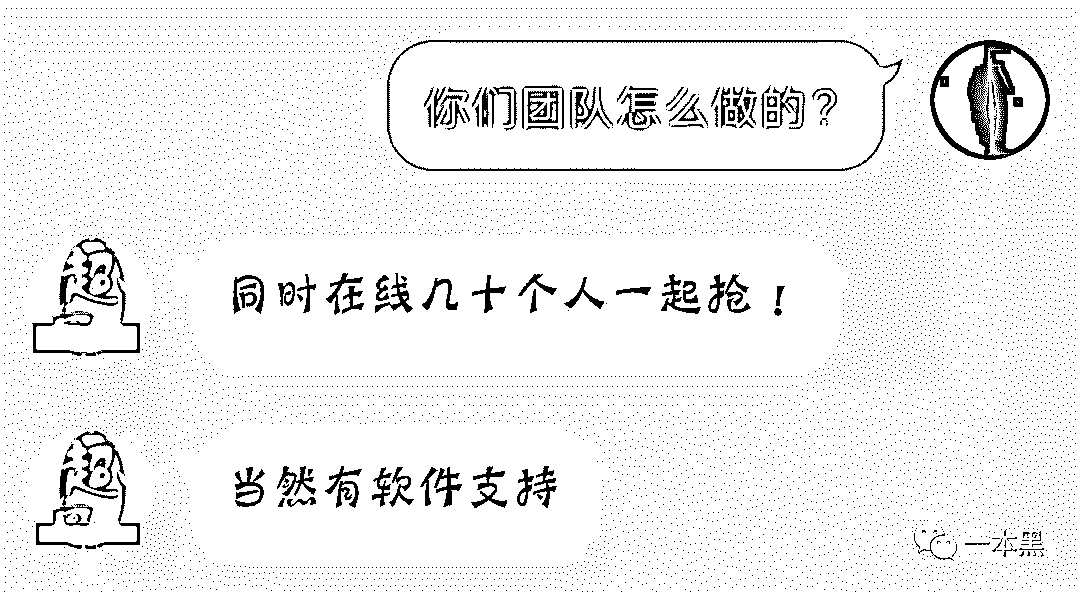 你们团队怎么做的？
超
同时在线几十个人一起抢！
超
当然有软件支持
一本黑